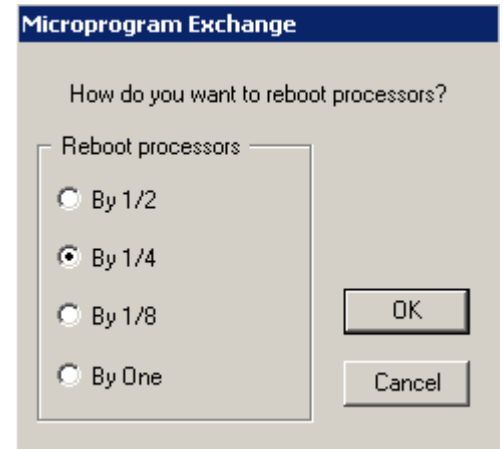 Microprogram Exchange
How do you want to reboot processors?
Reboot processors
By 1/2
By 1/4
By 1/8
By One
OK
Cancel